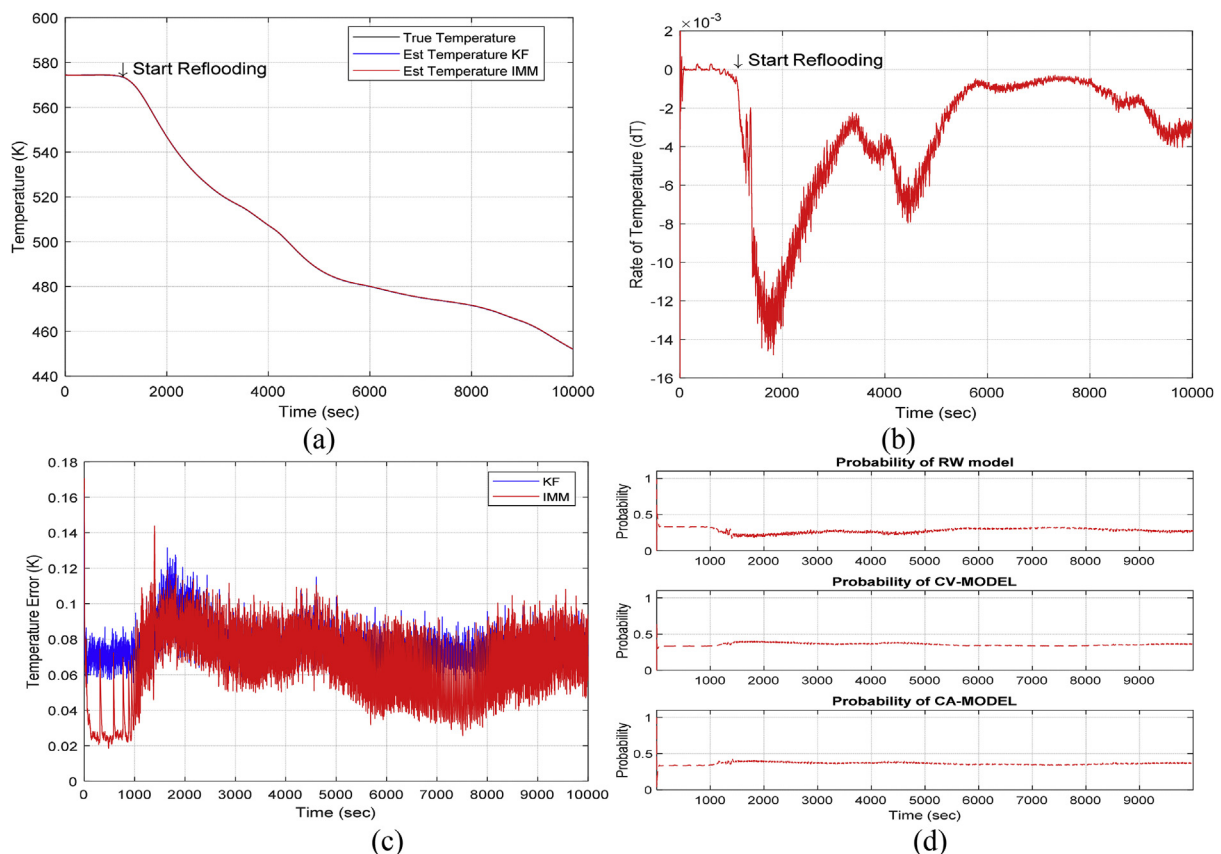 600
580
560
540
520
500
480
460
440
Temperature (K)
True Temperature
Est Temperature KF
Est Temperature IMM
↓ Start Reflooding
0 2000 4000 6000 8000 10000
Time (sec)
(a)
×10⁻³
2
0
-2
-4
-6
-8
-10
-12
-14
-16
Rate of Temperature (dT)
↓ Start Reflooding
0 2000 4000 6000 8000 10000
Time (sec)
(b)
0.18
0.16
0.14
0.12
0.1
0.08
0.06
0.04
0.02
0
Temperature Error (K)
KF
IMM
0 1000 2000 3000 4000 5000 6000 7000 8000 9000 10000
Time (sec)
(c)
Probability of RW model
1
0.5
0
Probability
1000 2000 3000 4000 5000 6000 7000 8000 9000
Probability of CV-MODEL
1
0.5
0
Probability
1000 2000 3000 4000 5000 6000 7000 8000 9000
Probability of CA-MODEL
1
0.5
0
Probability
1000 2000 3000 4000 5000 6000 7000 8000 9000
Time (sec)
(d)